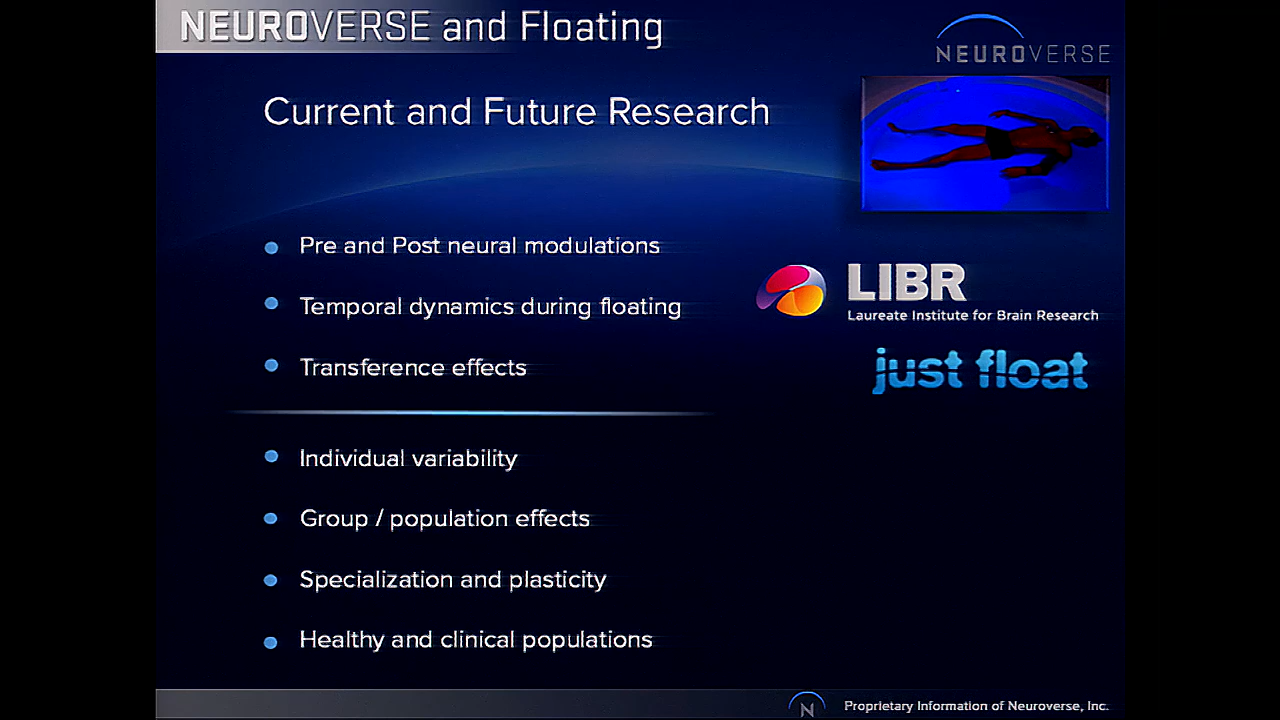 NEUROVERSE and Floating
NEUROVERSE
Current and Future Research
Pre and Post neural modulations
Temporal dynamics during floating
Transference effects
LIBR
Laureate Institute for Brain Research
just float
Individual variability
Group / population effects
Specialization and plasticity
Healthy and clinical populations
N
Proprietary Information of Neuroverse, Inc.